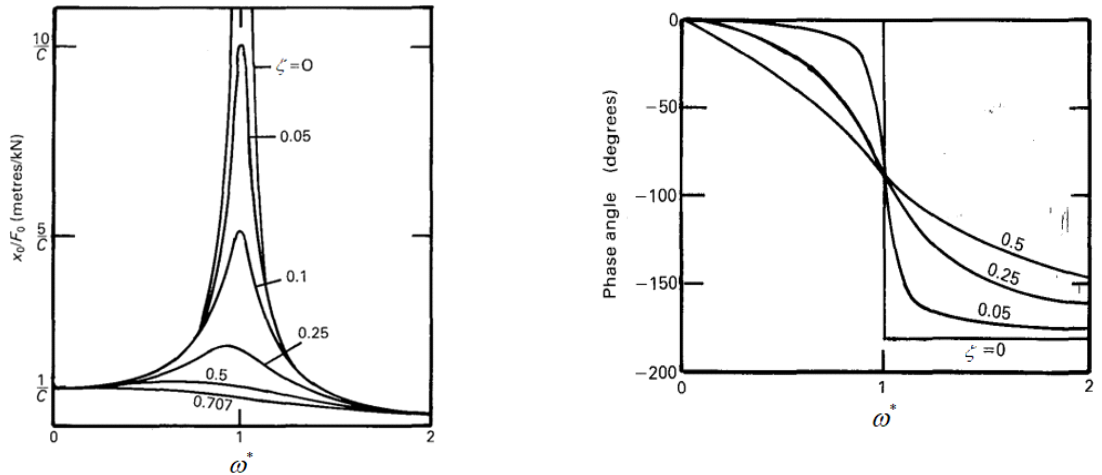 10/C
5/C
1/C
x₀/F₀ (metres/kN)
ζ=O
0.05
0.1
0.25
0.5
0.707
0
1
2
ω*
0
−50
−100
−150
−200
Phase angle (degrees)
0.5
0.25
0.05
ζ=0
0
1
2
ω*